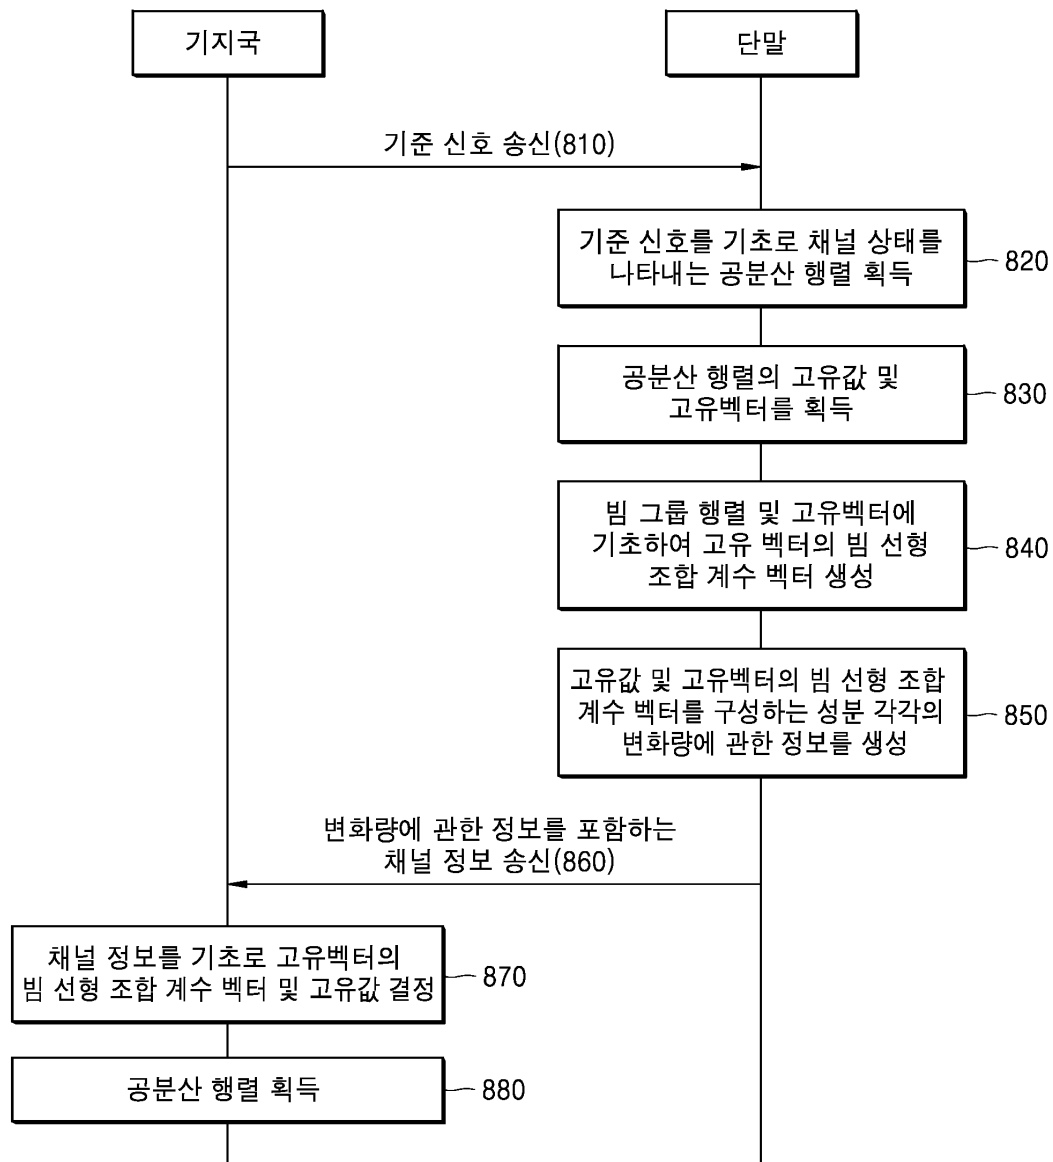 기지국
단말
기준 신호 송신(810)
기준 신호를 기초로 채널 상태를
나타내는 공분산 행렬 획득
820
공분산 행렬의 고유값 및
고유벡터를 획득
830
빔 그룹 행렬 및 고유벡터에
기초하여 고유 벡터의 빔 선형
조합 계수 벡터 생성
840
고유값 및 고유벡터의 빔 선형 조합
계수 벡터를 구성하는 성분 각각의
변화량에 관한 정보를 생성
850
변화량에 관한 정보를 포함하는
채널 정보 송신(860)
채널 정보를 기초로 고유벡터의
빔 선형 조합 계수 벡터 및 고유값 결정
870
공분산 행렬 획득
880